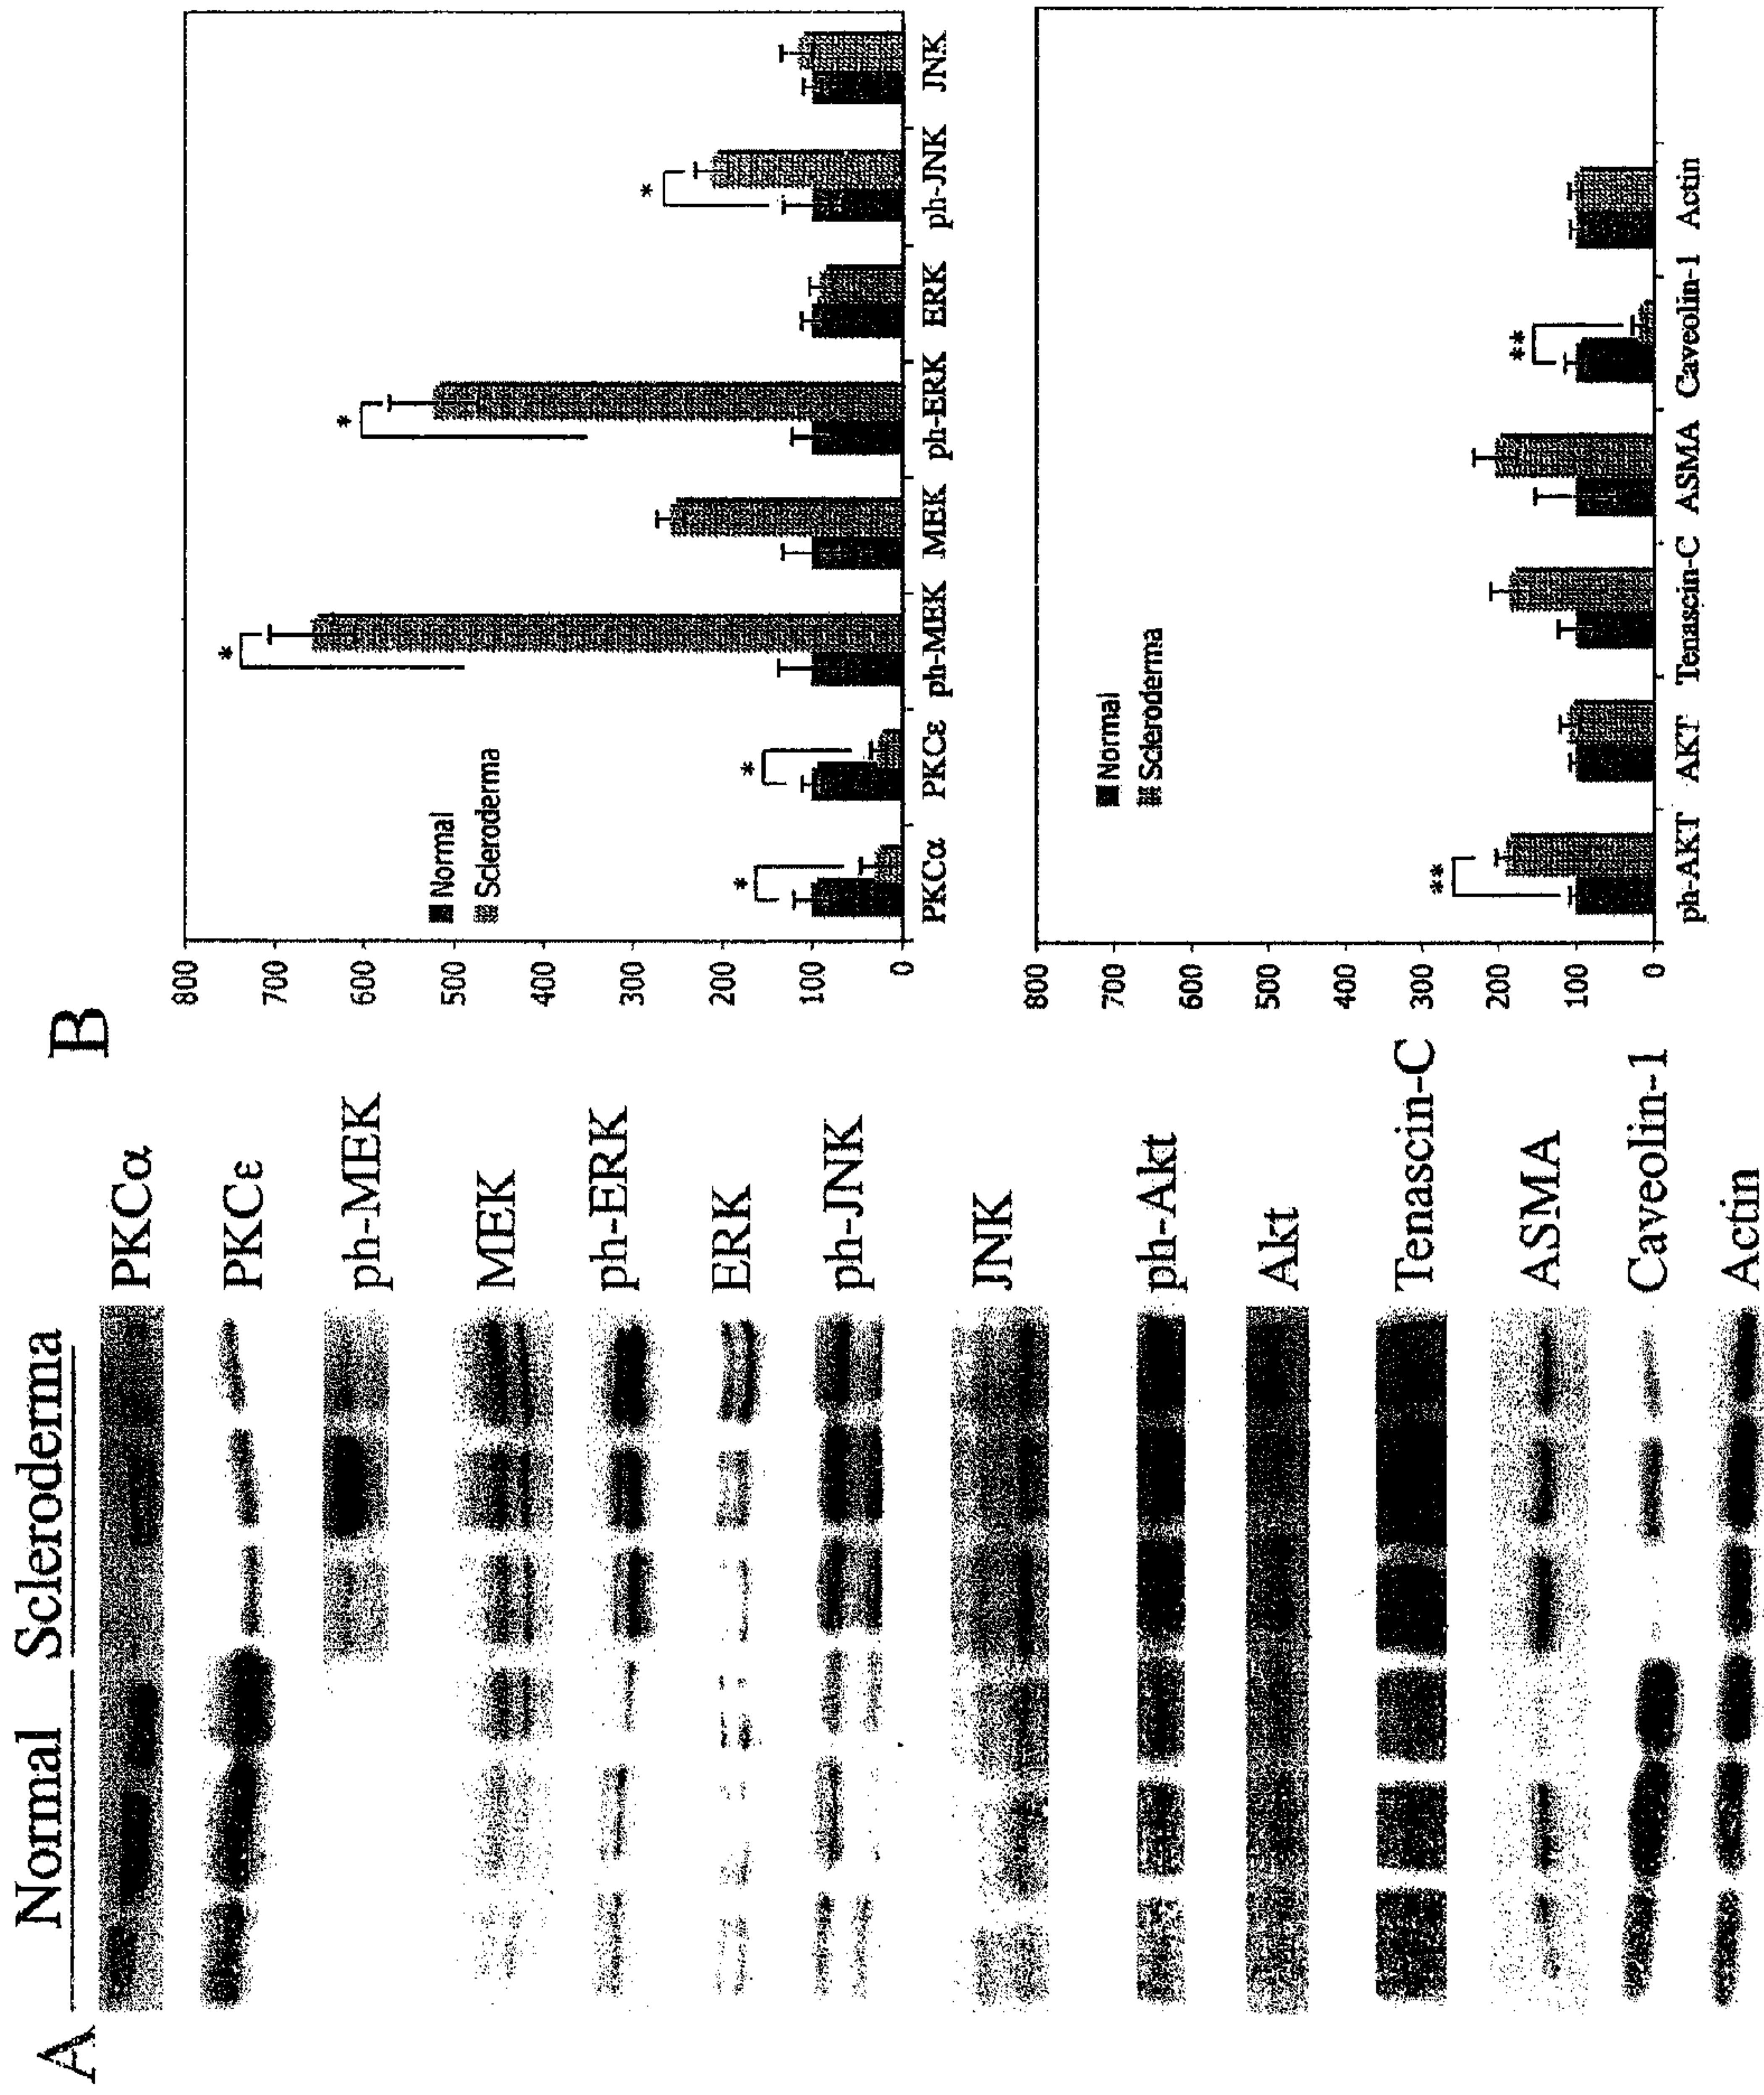 A
Normal Scleroderma
PKCα
PKCε
ph-MEK
MEK
ph-ERK
ERK
ph-JNK
JNK
ph-Akt
Akt
Tenascin-C
ASMA
Caveolin-1
Actin
B
800
700
600
500
400
300
200
100
0
Normal
Scleroderma
* * * * *
PKCα PKCε ph-MEK MEK ph-ERK ERK ph-JNK JNK
800
700
600
500
400
300
200
100
0
Normal
Scleroderma
** **
ph-AKT AKT Tenascin-C ASMA Caveolin-1 Actin